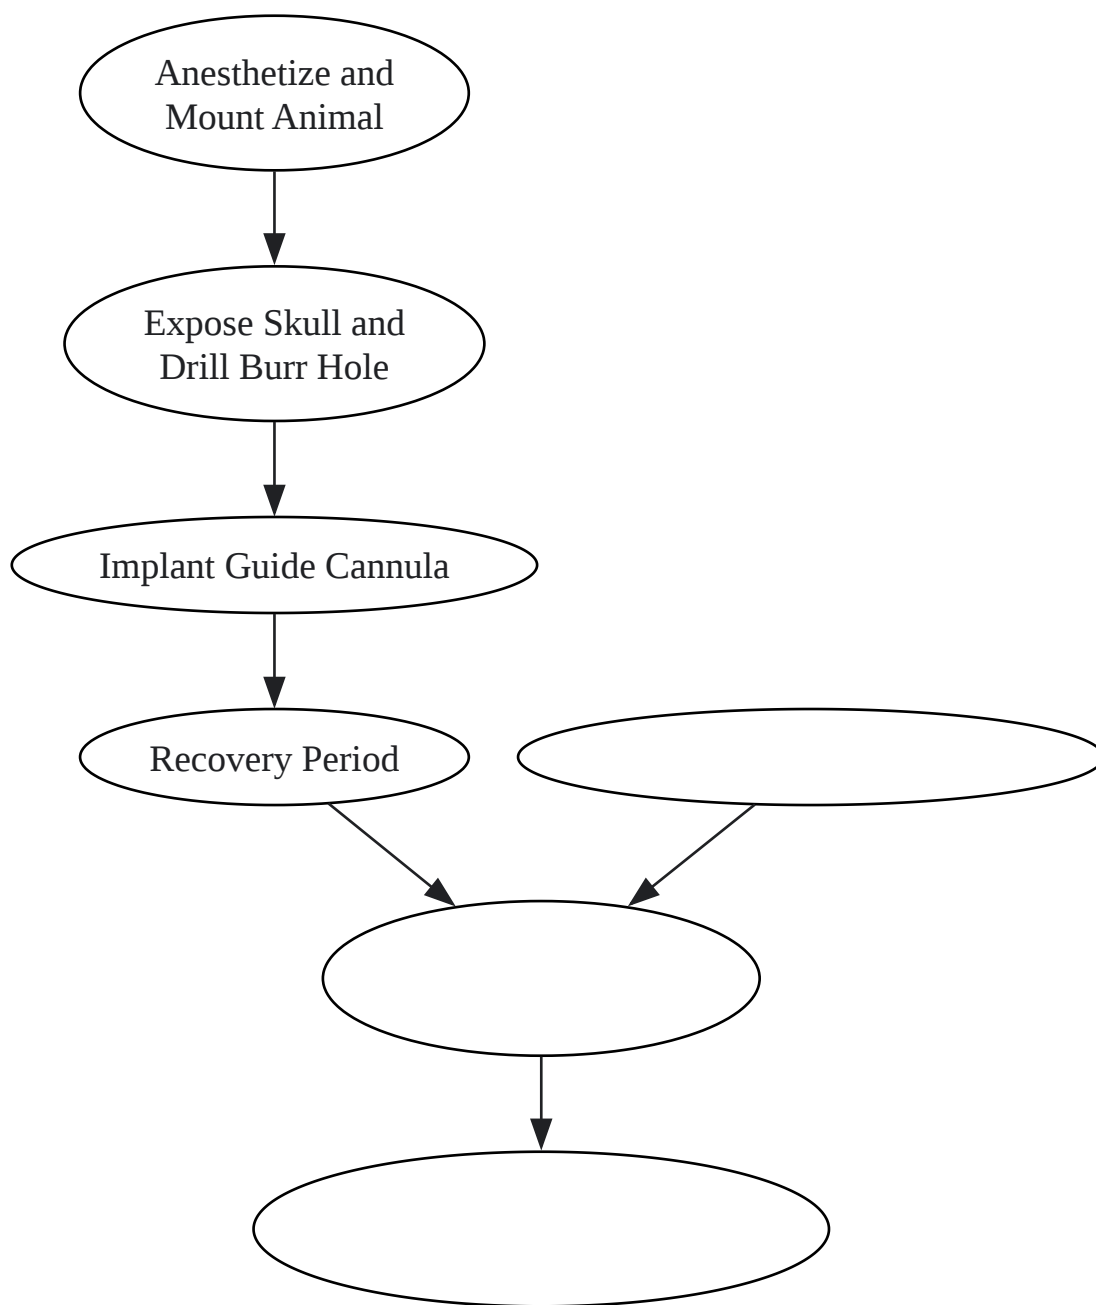 Anesthetize and
Mount Animal
Expose Skull and
Drill Burr Hole
Implant Guide Cannula
Recovery Period